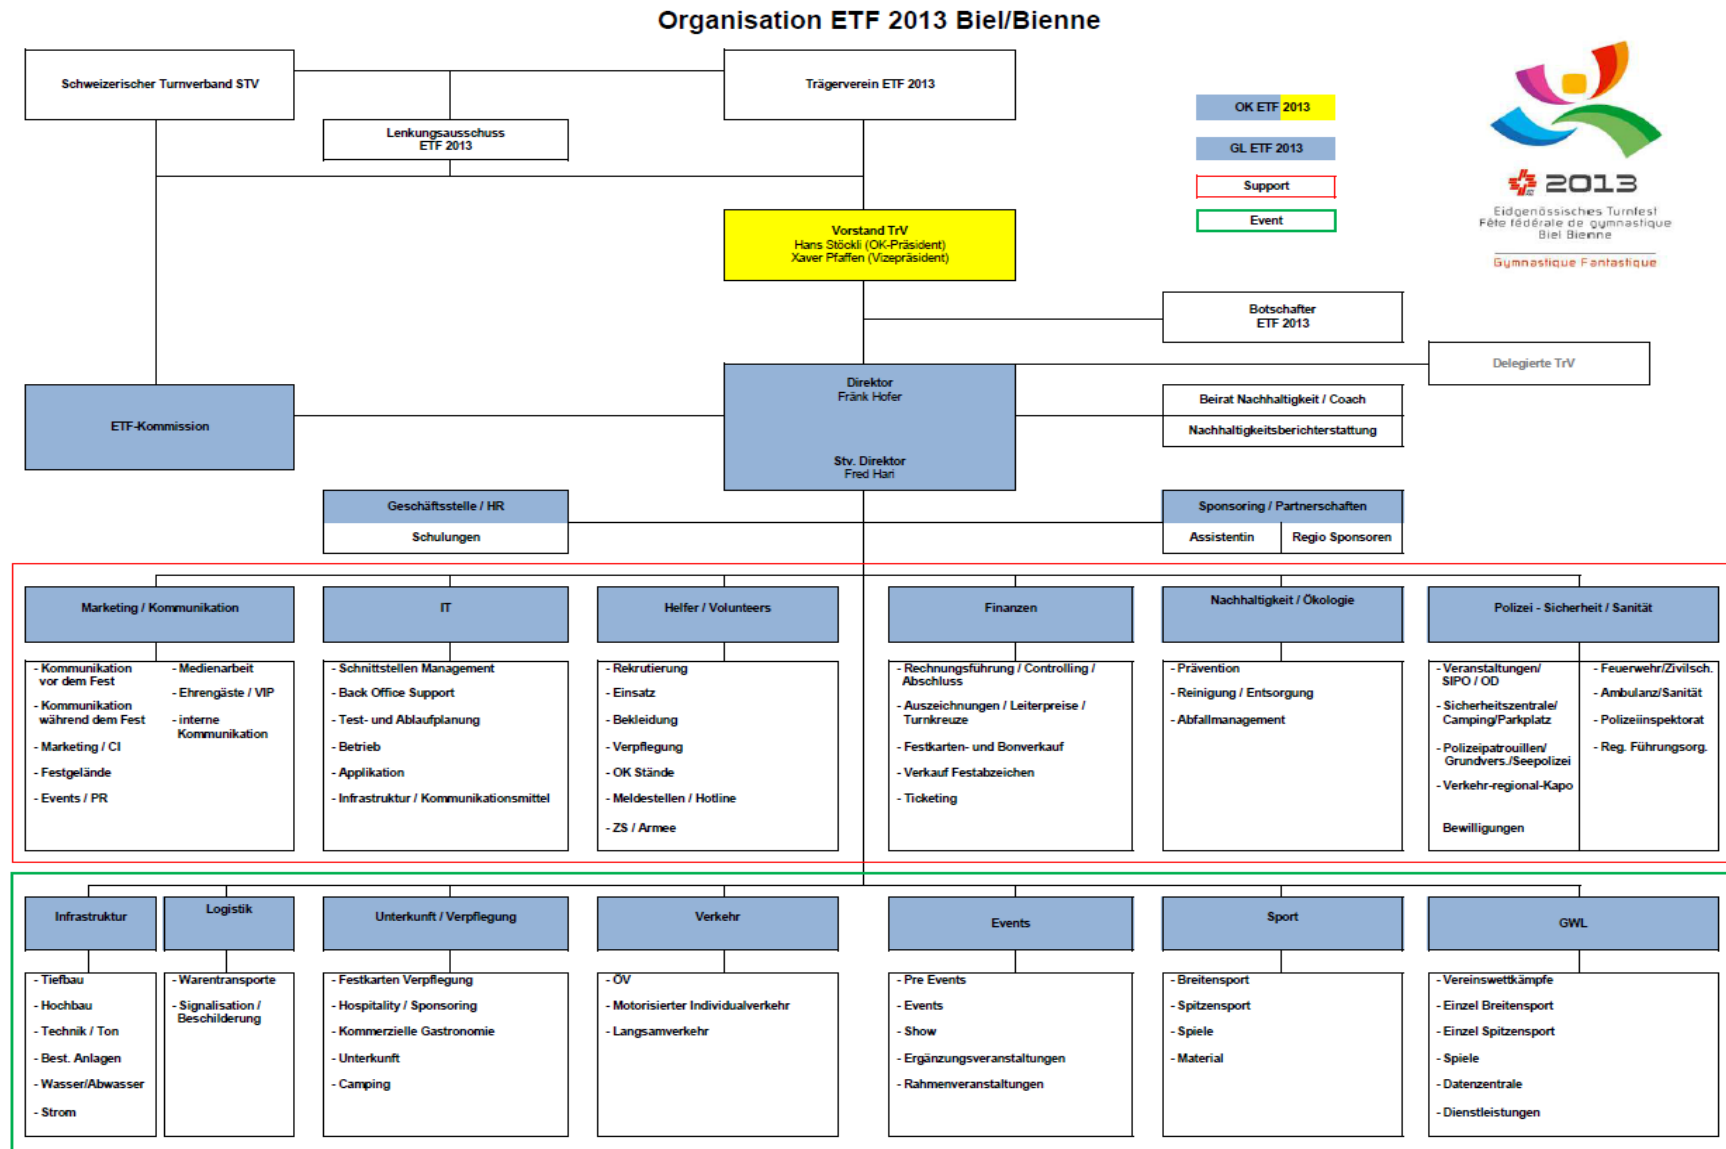 Organisation ETF 2013 Biel/Bienne
Schweizerischer Turnverband STV
Trägerverein ETF 2013
Lenkungsausschuss
ETF 2013
OK ETF 2013
GL ETF 2013
Support
Event
2013
Eidgenössisches Turnfest
Fête fédérale de gymnastique
Biel Bienne
Gymnastique Fantastique
Vorstand TrV
Hans Stöckli (OK-Präsident)
Xaver Pfaffen (Vizepräsident)
Botschafter
ETF 2013
Delegierte TrV
ETF-Kommission
Direktor
Fränk Hofer
Stv. Direktor
Fred Hari
Beirat Nachhaltigkeit / Coach
Nachhaltigkeitsberichterstattung
Geschäftsstelle / HR
Schulungen
Sponsoring / Partnerschaften
Assistentin
Regio Sponsoren
Marketing / Kommunikation
- Kommunikation
vor dem Fest
- Kommunikation
während dem Fest
- Marketing / CI
- Festgelände
- Events / PR
- Medienarbeit
- Ehrengäste / VIP
- interne
Kommunikation
IT
- Schnittstellen Management
- Back Office Support
- Test- und Ablaufplanung
- Betrieb
- Applikation
- Infrastruktur / Kommunikationsmittel
Helfer / Volunteers
- Rekrutierung
- Einsatz
- Bekleidung
- Verpflegung
- OK Stände
- Meldestellen / Hotline
- ZS / Armee
Finanzen
- Rechnungsführung / Controlling /
Abschluss
- Auszeichnungen / Leiterpreise /
Turnkreuze
- Festkarten- und Bonverkauf
- Verkauf Festabzeichen
- Ticketing
Nachhaltigkeit / Ökologie
- Prävention
- Reinigung / Entsorgung
- Abfallmanagement
Polizei - Sicherheit / Sanität
- Veranstaltungen/
SIPO / OD
- Sicherheitszentrale/
Camping/Parkplatz
- Polizeipatrouillen/
Grundvers./Seepolizei
- Verkehr-regional-Kapo
Bewilligungen
- Feuerwehr/Zivilsch.
- Ambulanz/Sanität
- Polizeiinspektorat
- Reg. Führungsorg.
Infrastruktur
- Tiefbau
- Hochbau
- Technik / Ton
- Best. Anlagen
- Wasser/Abwasser
- Strom
Logistik
- Warentransporte
- Signalisation /
Beschilderung
Unterkunft / Verpflegung
- Festkarten Verpflegung
- Hospitality / Sponsoring
- Kommerzielle Gastronomie
- Unterkunft
- Camping
Verkehr
- ÖV
- Motorisierter Individualverkehr
- Langsamverkehr
Events
- Pre Events
- Events
- Show
- Ergänzungsveranstaltungen
- Rahmenveranstaltungen
Sport
- Breitensport
- Spitzensport
- Spiele
- Material
GWL
- Vereinswettkämpfe
- Einzel Breitensport
- Einzel Spitzensport
- Spiele
- Datenzentrale
- Dienstleistungen